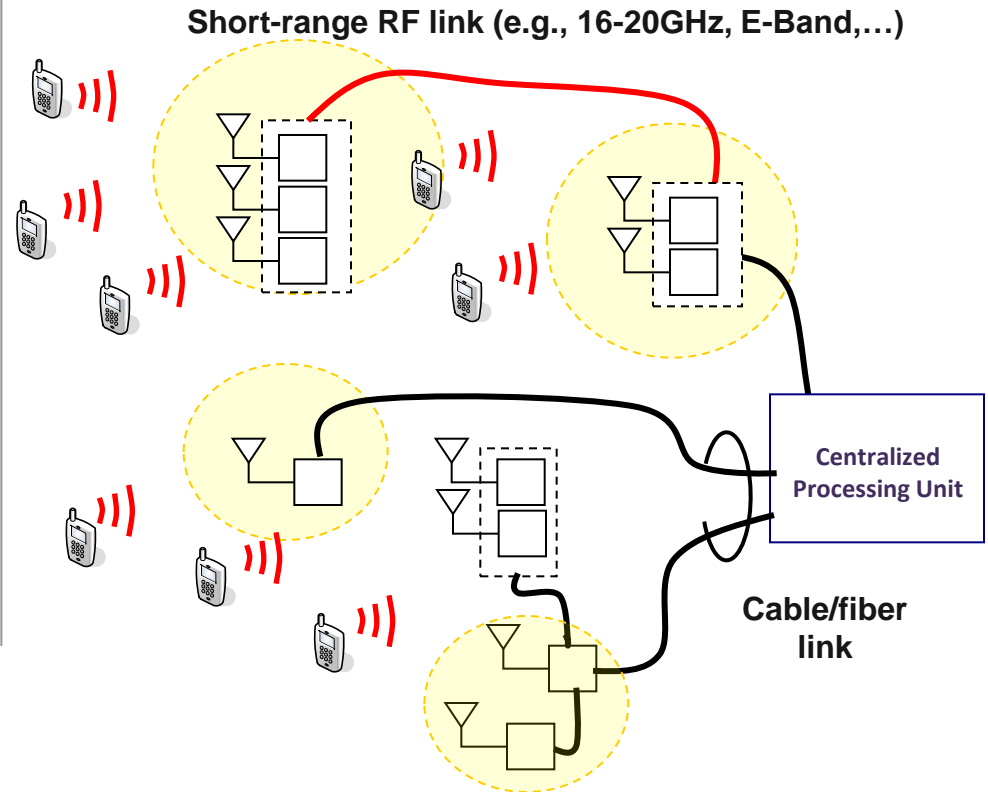 Short-range RF link (e.g., 16-20GHz, E-Band,…)
Centralized
Processing Unit
Cable/fiber
link